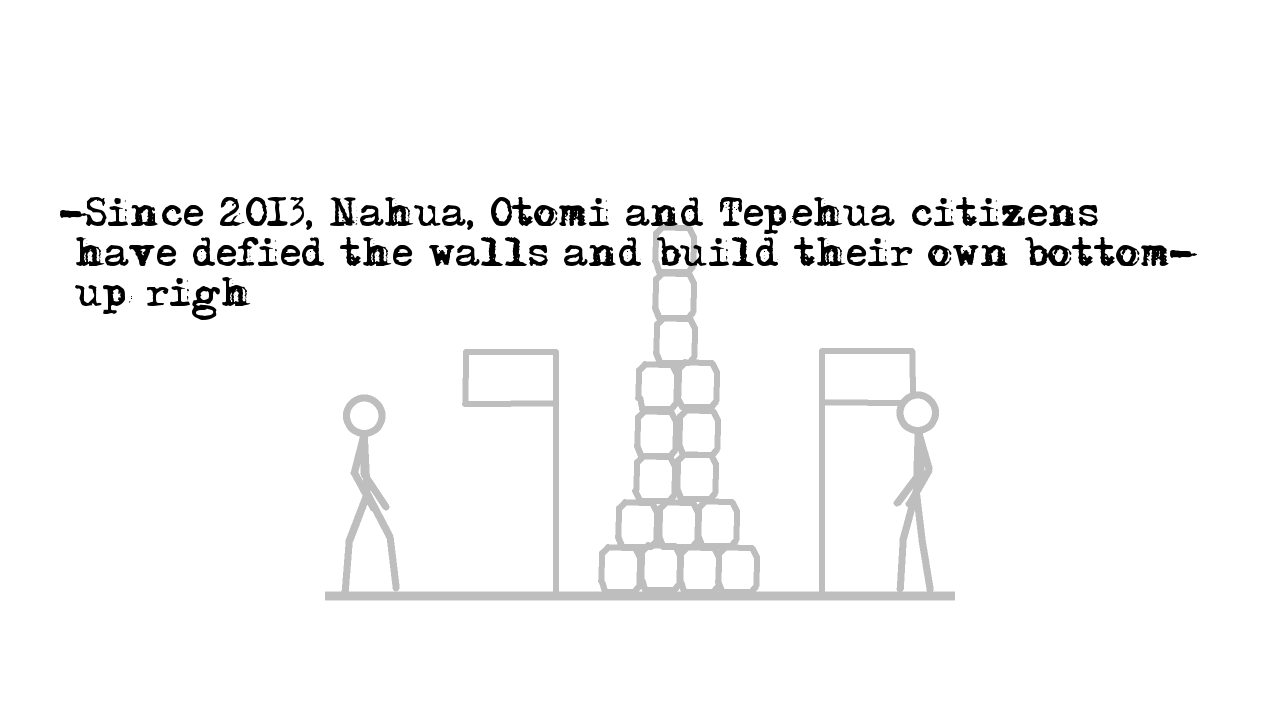 -Since 2013, Nahua, Otomi and Tepehua citizens
have defied the walls and build their own bottom-
up righ